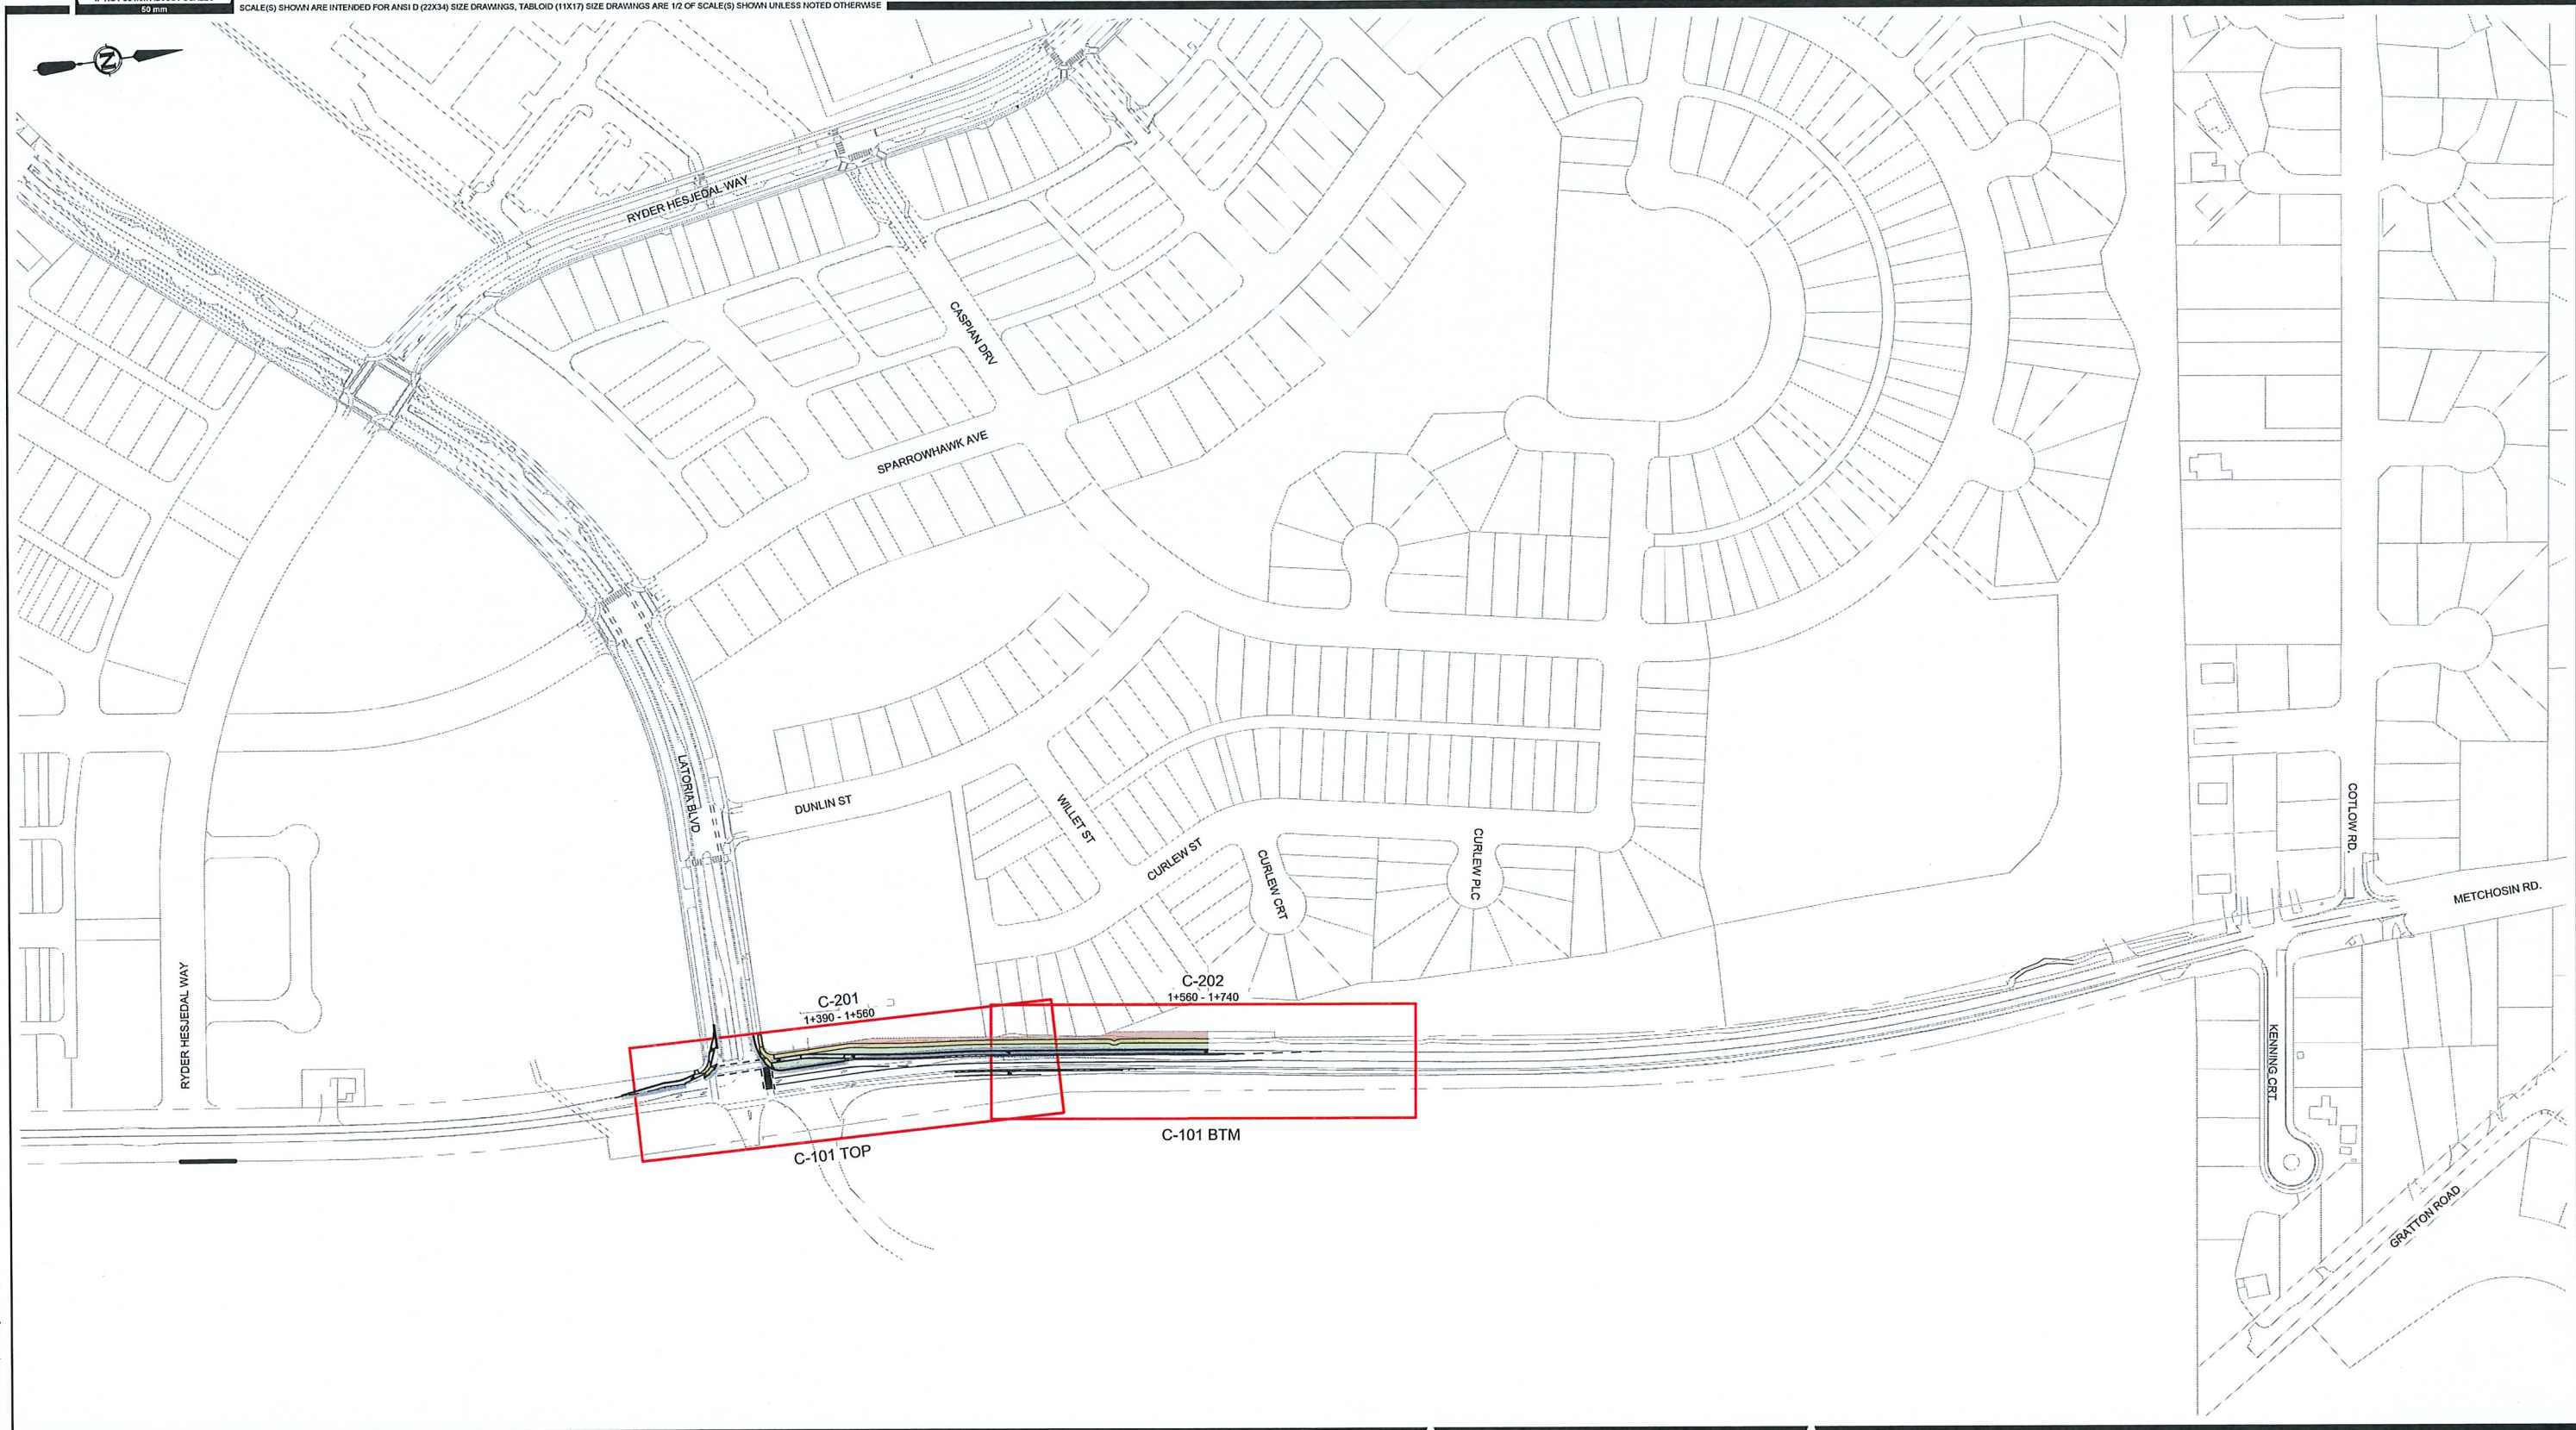 50 mm
SCALE(S) SHOWN ARE INTENDED FOR ANSI D (22X34) SIZE DRAWINGS, TABLOID (11X17) SIZE DRAWINGS ARE 1/2 OF SCALE(S) SHOWN UNLESS NOTED OTHERWISE
N
RYDER HESJEDAL WAY
CASPIAN DRV
SPARROWHAWK AVE
LATORIA BLVD
DUNLIN ST
WILLET ST
CURLEW ST
CURLEW CRT
CURLEW PLC
COTLOW RD.
METCHOSIN RD.
RYDER HESJEDAL WAY
C-201
1+390 - 1+560
C-202
1+560 - 1+740
KENNING CRT.
C-101 TOP
C-101 BTM
GRATTON ROAD